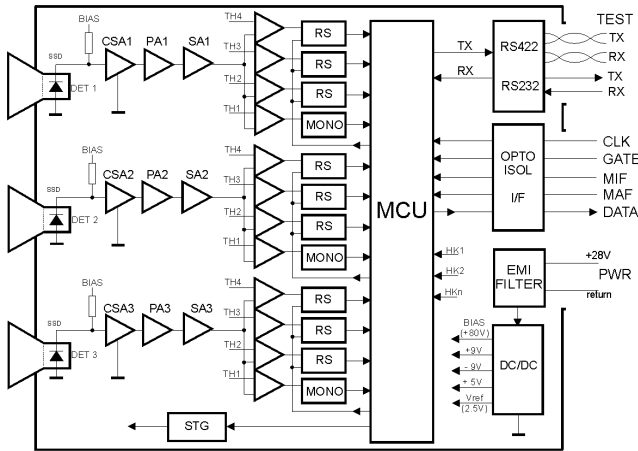 BIAS
SSD
DET 1
CSA1 PA1 SA1
TH4
TH3
TH2
TH1
RS
RS
RS
MONO
BIAS
SSD
DET 2
CSA2 PA2 SA2
TH4
TH3
TH2
TH1
RS
RS
RS
MONO
BIAS
SSD
DET 3
CSA3 PA3 SA3
TH4
TH3
TH2
TH1
RS
RS
RS
MONO
STG
MCU
TX
RX
RS422
RS232
TEST
TX
RX
TX
RX
OPTO
ISOL
I/F
CLK
GATE
MIF
MAF
DATA
HK1
HK2
HKn
EMI
FILTER
+28V
PWR
return
BIAS
(+80V)
+9V
- 9V
+ 5V
Vref
(2.5V)
DC/DC